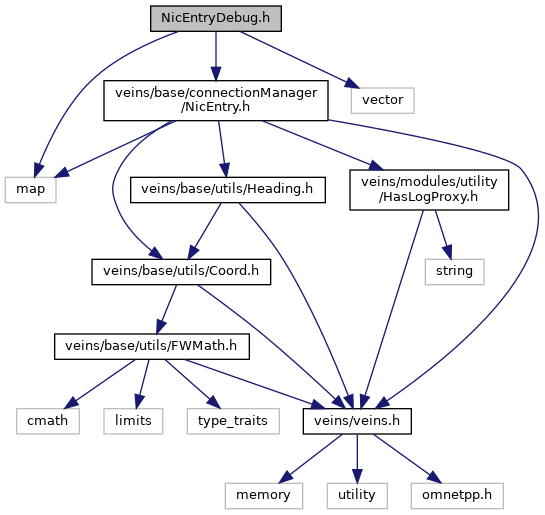 NicEntryDebug.h
veins/base/connectionManager
/NicEntry.h
vector
map
veins/base/utils/Heading.h
veins/modules/utility
/HasLogProxy.h
veins/base/utils/Coord.h
string
veins/base/utils/FWMath.h
cmath
limits
type_traits
veins/veins.h
memory
utility
omnetpp.h